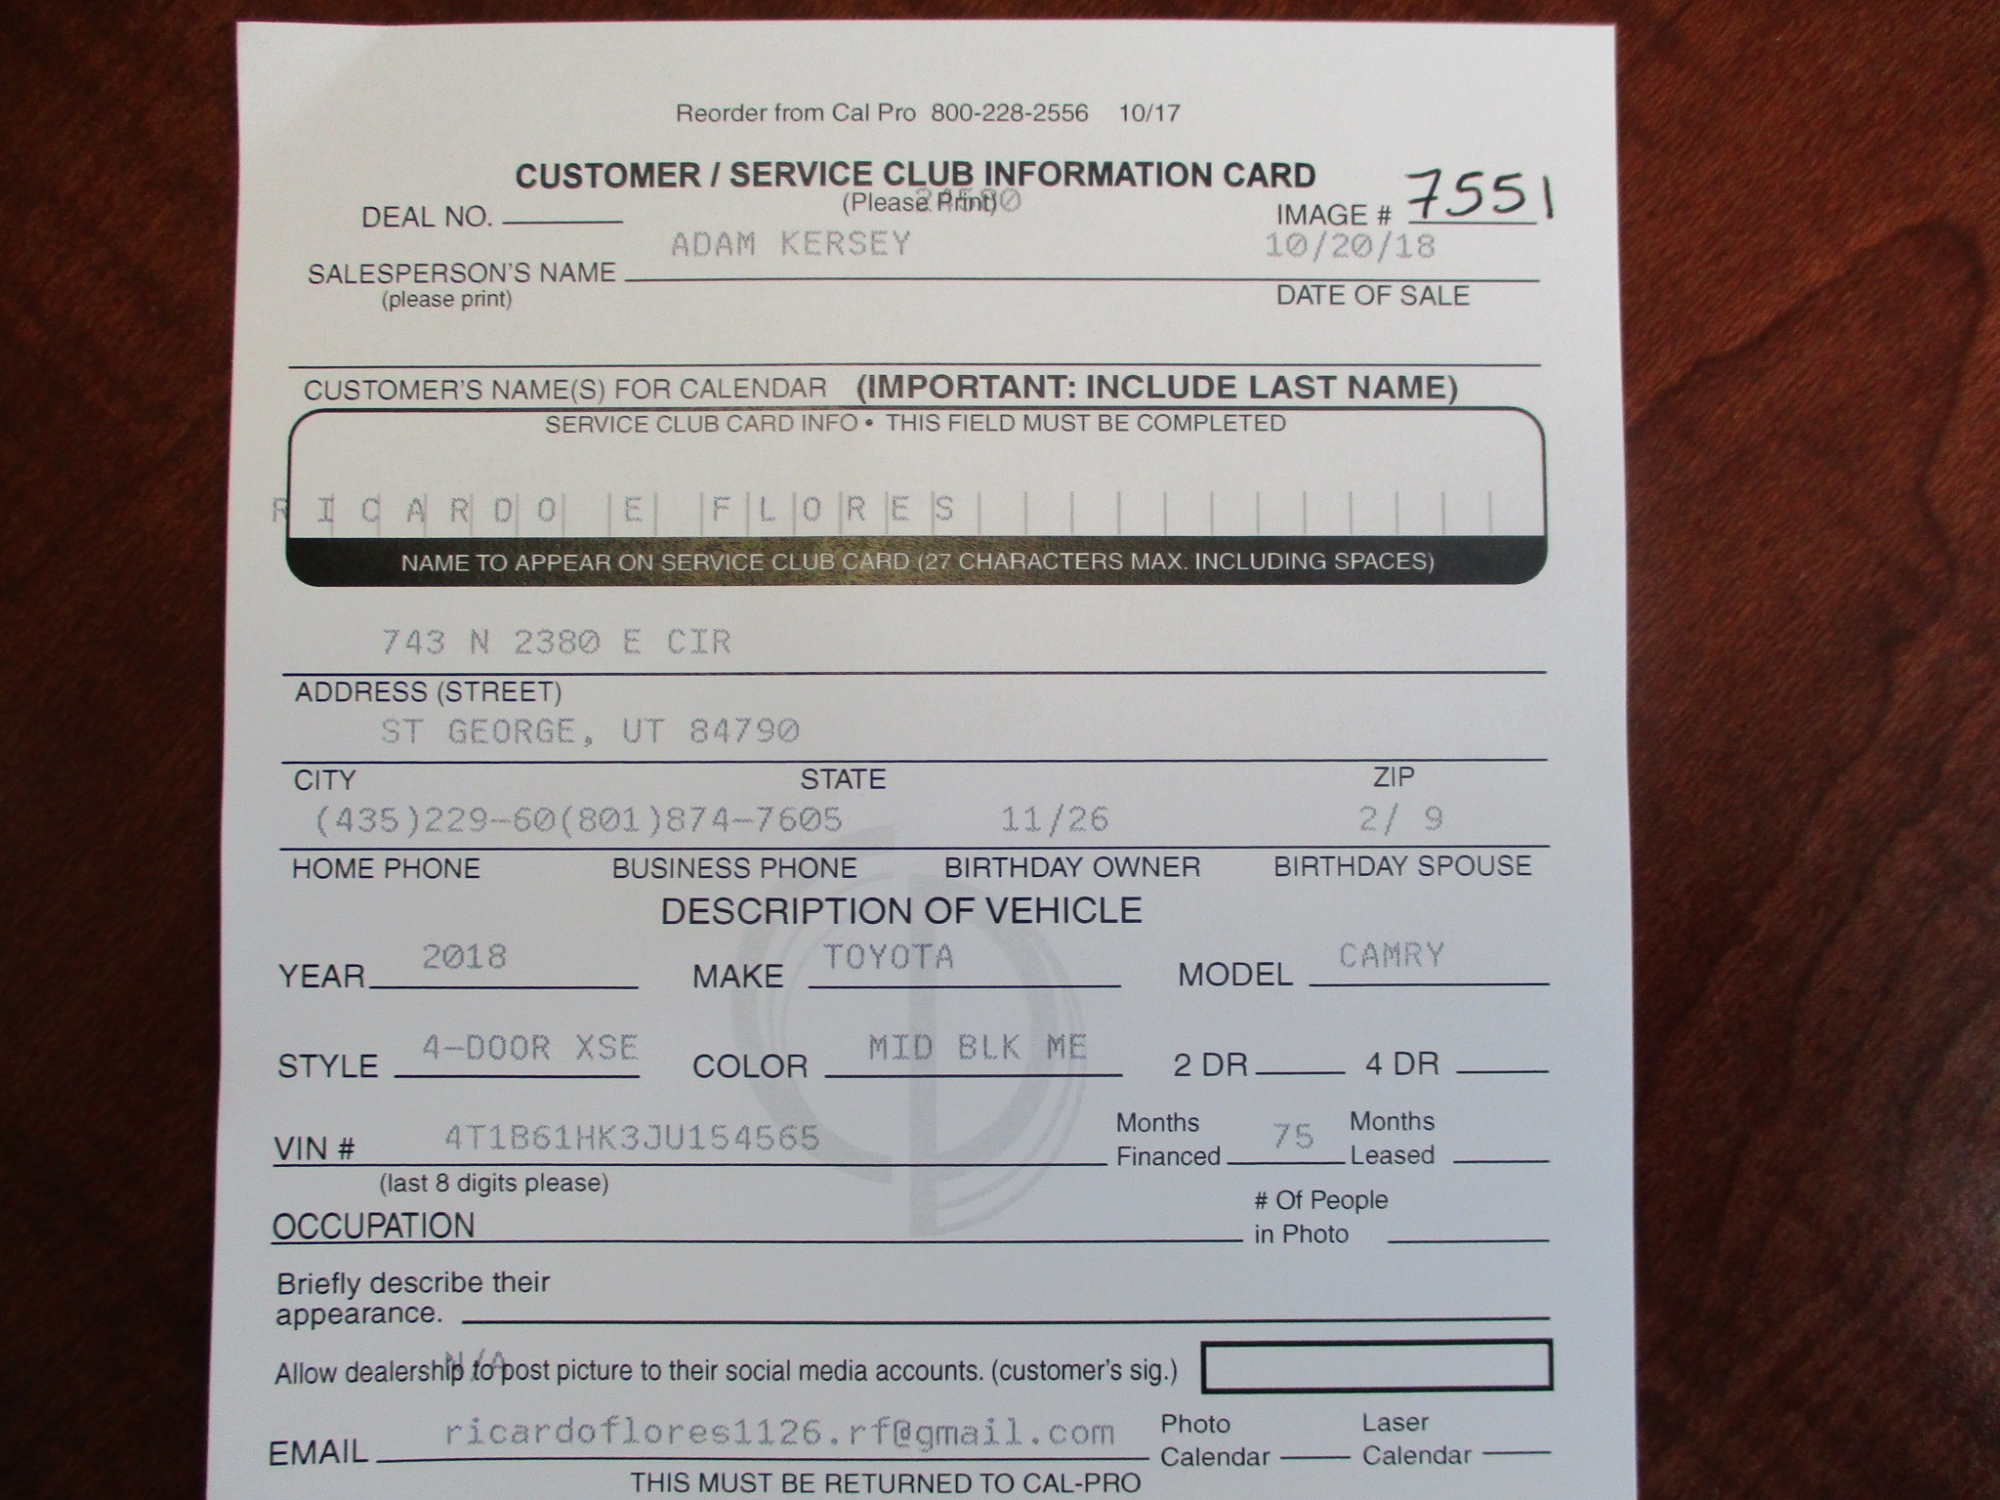 Reorder from Cal Pro 800-228-2556 10/17
CUSTOMER / SERVICE CLUB INFORMATION CARD
(Please Print)
DEAL NO. IMAGE # 7551
ADAM KERSEY 10/20/18
SALESPERSON'S NAME
(please print) DATE OF SALE
CUSTOMER'S NAME(S) FOR CALENDAR (IMPORTANT: INCLUDE LAST NAME)
SERVICE CLUB CARD INFO • THIS FIELD MUST BE COMPLETED
RICARDO E FLORES
NAME TO APPEAR ON SERVICE CLUB CARD (27 CHARACTERS MAX. INCLUDING SPACES)
743 N 2380 E CIR
ADDRESS (STREET)
ST GEORGE, UT 84790
CITY STATE ZIP
(435)229-60(801)874-7605 11/26 2/ 9
HOME PHONE BUSINESS PHONE BIRTHDAY OWNER BIRTHDAY SPOUSE
DESCRIPTION OF VEHICLE
YEAR 2018 MAKE TOYOTA MODEL CAMRY
STYLE 4-DOOR XSE COLOR MID BLK ME 2 DR 4 DR
VIN # 4T1B61HK3JU154565 Months Financed 75 Months Leased
(last 8 digits please)
OCCUPATION # Of People in Photo
Briefly describe their
appearance.
N/A
Allow dealership to post picture to their social media accounts. (customer's sig.)
EMAIL ricardoflores1126.rf@gmail.com Photo Calendar Laser Calendar
THIS MUST BE RETURNED TO CAL-PRO